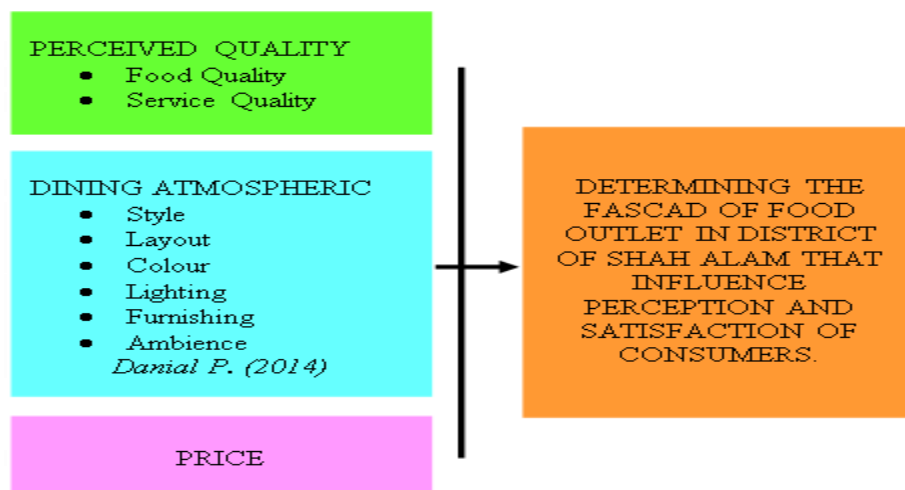 PERCEIVED QUALITY
● Food Quality
● Service Quality
DINING ATMOSPHERIC
● Style
● Layout
● Colour
● Lighting
● Furnishing
● Ambience
Danial P. (2014)
PRICE
DETERMINING THE
FASCAD OF FOOD
OUTLET IN DISTRICT
OF SHAH ALAM THAT
INFLUENCE
PERCEPTION AND
SATISFACTION OF
CONSUMERS.